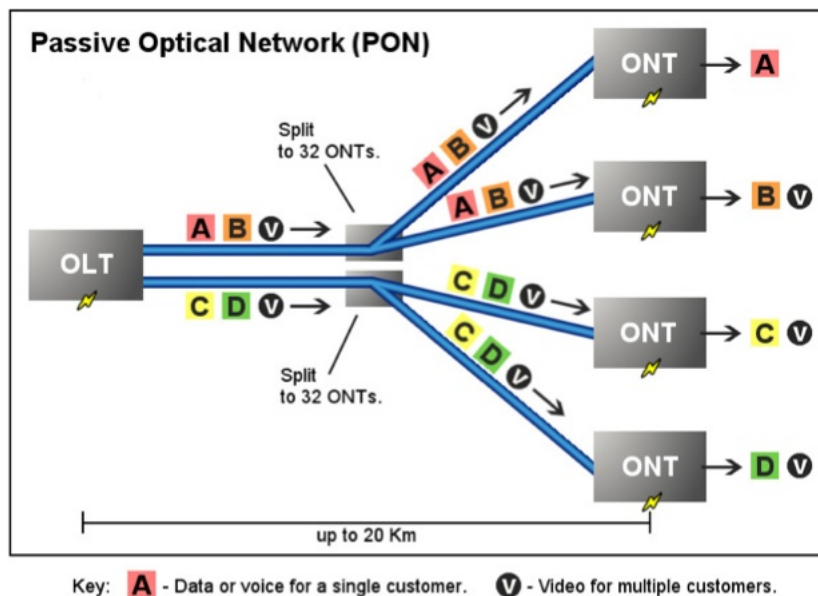 Passive Optical Network (PON)
ONT
A
Split
to 32 ONTs.
A B V
A B V
ONT
B V
A B V
OLT
C D V
C D V
C D V
ONT
C V
Split
to 32 ONTs.
ONT
D V
up to 20 Km
Key: A - Data or voice for a single customer. V - Video for multiple customers.